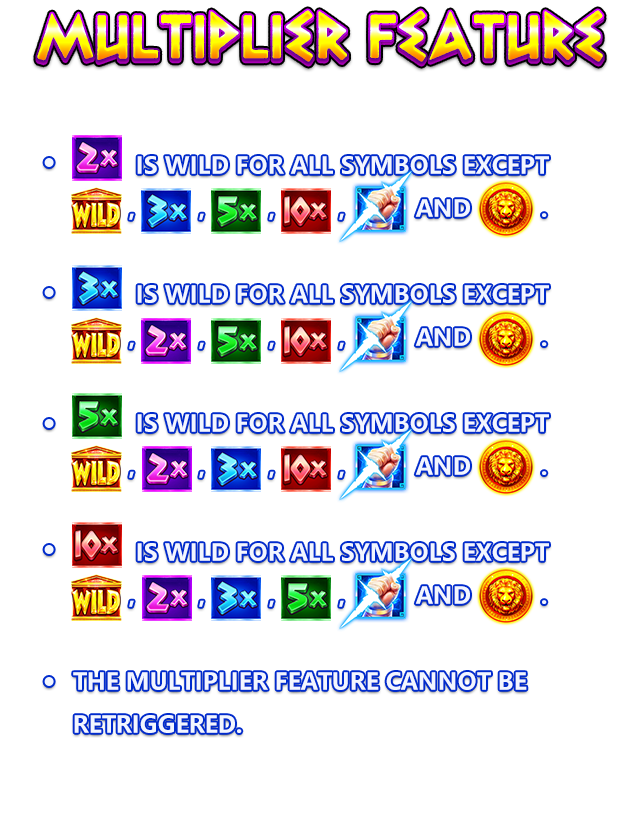 MULTIPLIER FEATURE
2x IS WILD FOR ALL SYMBOLS EXCEPT
WILD, 3x, 5x, 10x, AND .
3x IS WILD FOR ALL SYMBOLS EXCEPT
WILD, 2x, 5x, 10x, AND .
5x IS WILD FOR ALL SYMBOLS EXCEPT
WILD, 2x, 3x, 10x, AND .
10x IS WILD FOR ALL SYMBOLS EXCEPT
WILD, 2x, 3x, 5x, AND .
THE MULTIPLIER FEATURE CANNOT BE
RETRIGGERED.